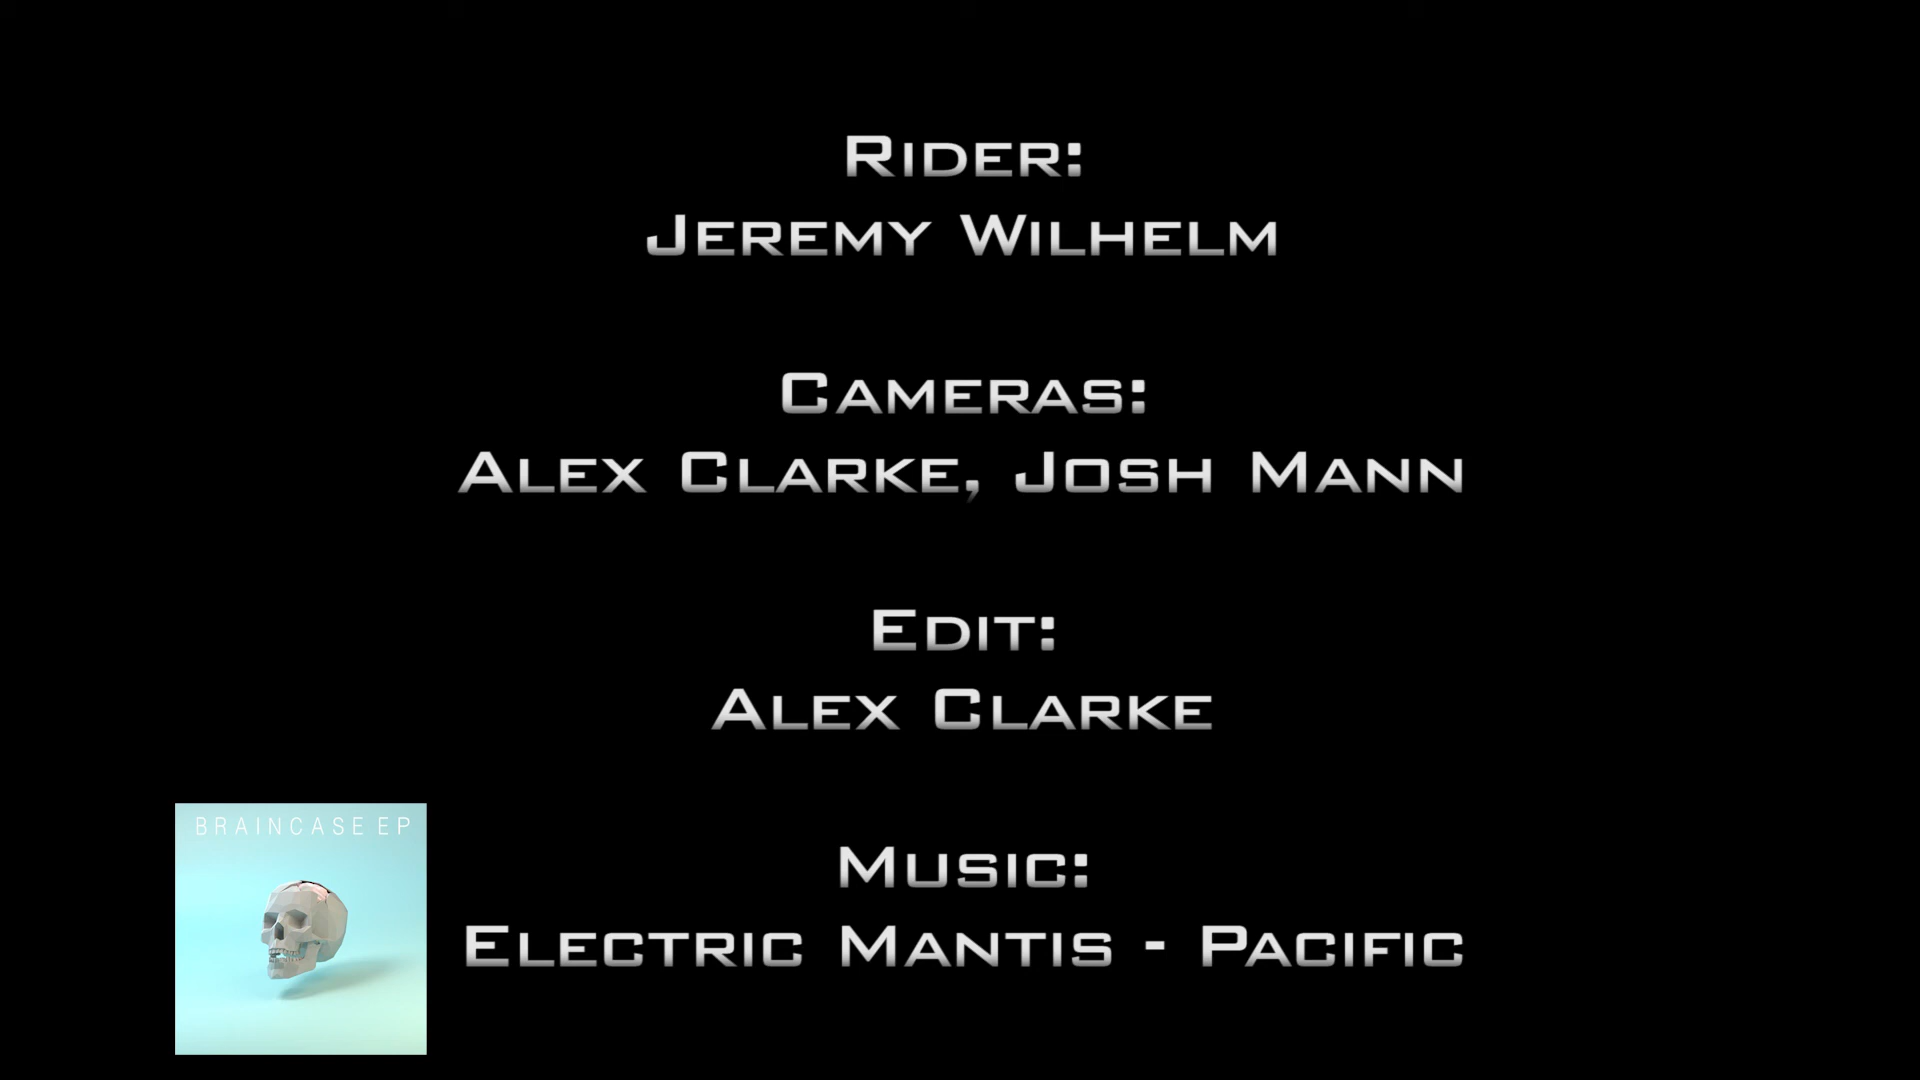 Rider:
Jeremy Wilhelm
Cameras:
Alex Clarke, Josh Mann
Edit:
Alex Clarke
Music:
Electric Mantis - Pacific
BRAINCASE EP